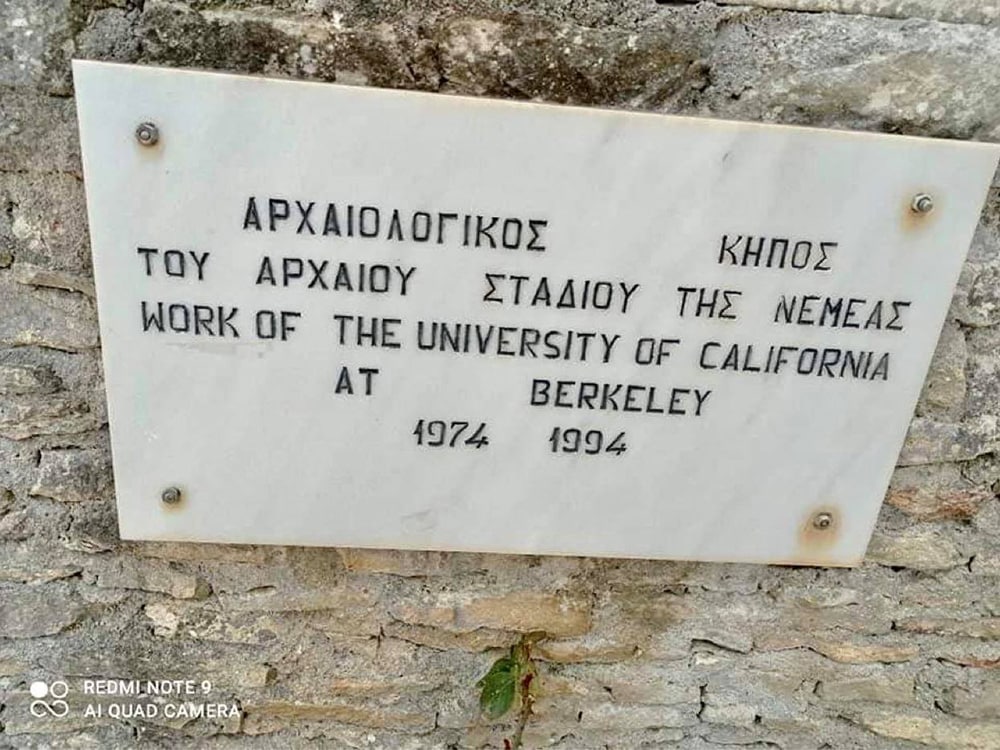 ΑΡΧΑΙΟΛΟΓΙΚΟΣ ΚΗΠΟΣ
ΤΟΥ ΑΡΧΑΙΟΥ ΣΤΑΔΙΟΥ ΤΗΣ ΝΕΜΕΑΣ
WORK OF THE UNIVERSITY OF CALIFORNIA
AT BERKELEY
1974 1994
REDMI NOTE 9
AI QUAD CAMERA